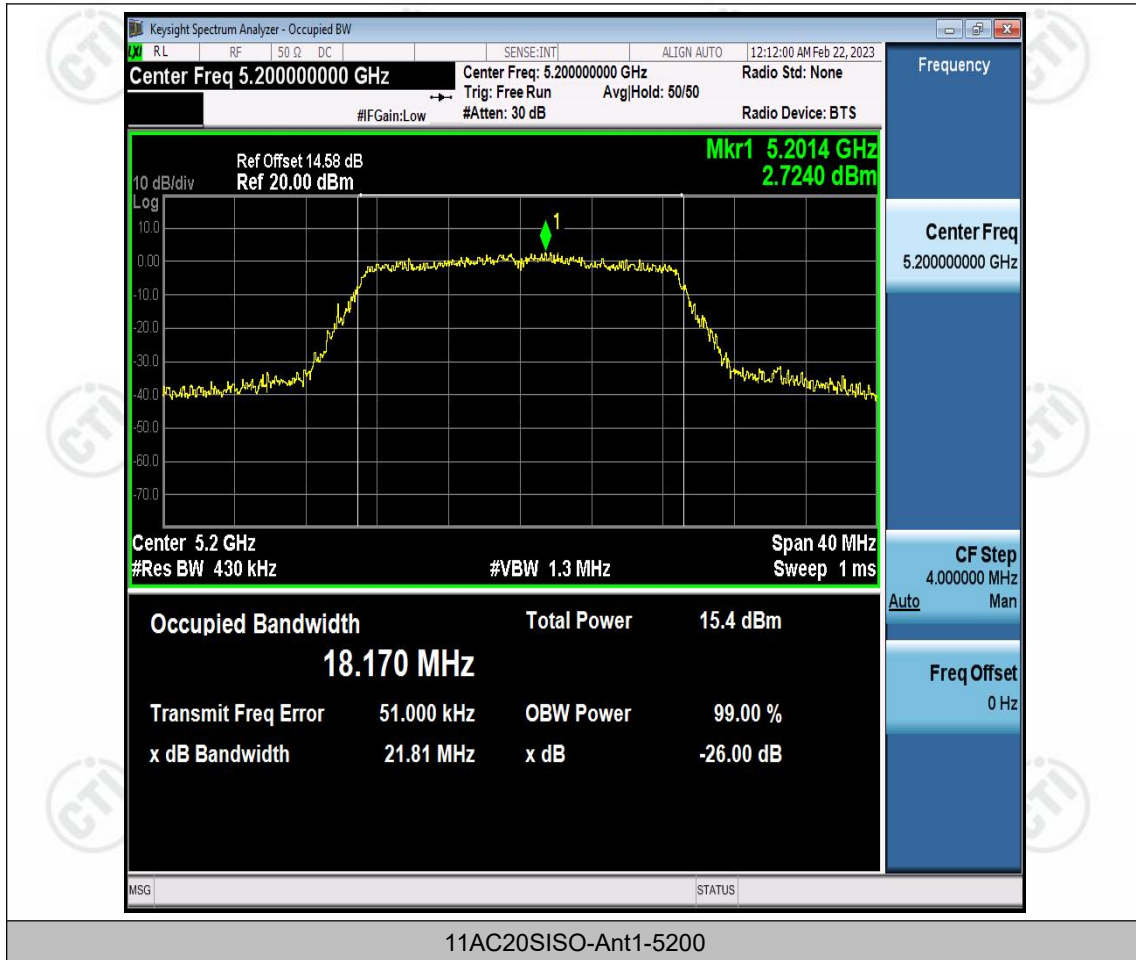 Keysight Spectrum Analyzer - Occupied BW
LXI RL RF 50 Ω DC SENSE:INT ALIGN AUTO 12:12:00 AM Feb 22, 2023
Center Freq 5.200000000 GHz
Center Freq: 5.200000000 GHz Radio Std: None
Trig: Free Run Avg|Hold: 50/50
#IFGain:Low #Atten: 30 dB Radio Device: BTS
Mkr1 5.2014 GHz
2.7240 dBm
Ref Offset 14.58 dB
10 dB/div Ref 20.00 dBm
Log
10.0
0.00
-10.0
-20.0
-30.0
-40.0
-50.0
-60.0
-70.0
1
Center 5.2 GHz Span 40 MHz
#Res BW 430 kHz #VBW 1.3 MHz Sweep 1 ms
Occupied Bandwidth Total Power 15.4 dBm
18.170 MHz
Transmit Freq Error 51.000 kHz OBW Power 99.00 %
x dB Bandwidth 21.81 MHz x dB -26.00 dB
MSG STATUS
Frequency
Center Freq
5.200000000 GHz
CF Step
4.000000 MHz
Auto Man
Freq Offset
0 Hz
CTI
CTI
CTI
CTI
CTI
CTI
11AC20SISO-Ant1-5200